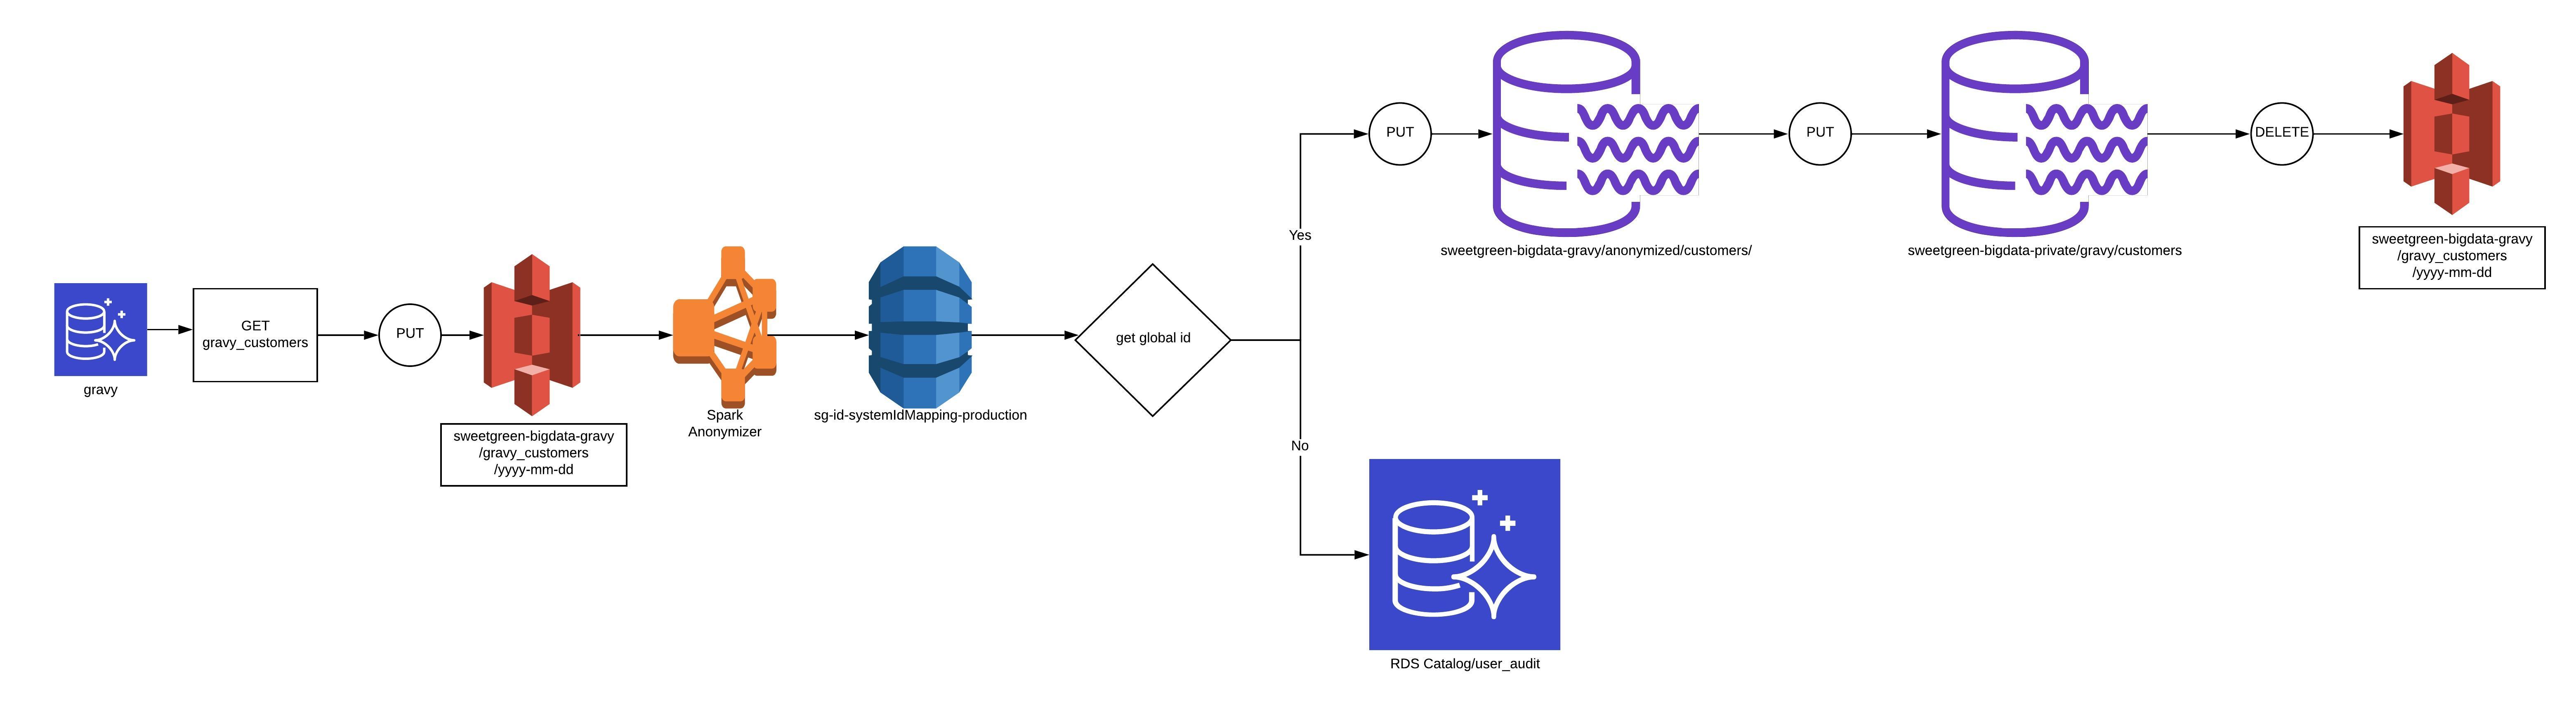 gravy
GET
gravy_customers
PUT
sweetgreen-bigdata-gravy
/gravy_customers
/yyyy-mm-dd
Spark
Anonymizer
sg-id-systemIdMapping-production
get global id
Yes
PUT
sweetgreen-bigdata-gravy/anonymized/customers/
PUT
sweetgreen-bigdata-private/gravy/customers
DELETE
sweetgreen-bigdata-gravy
/gravy_customers
/yyyy-mm-dd
No
RDS Catalog/user_audit